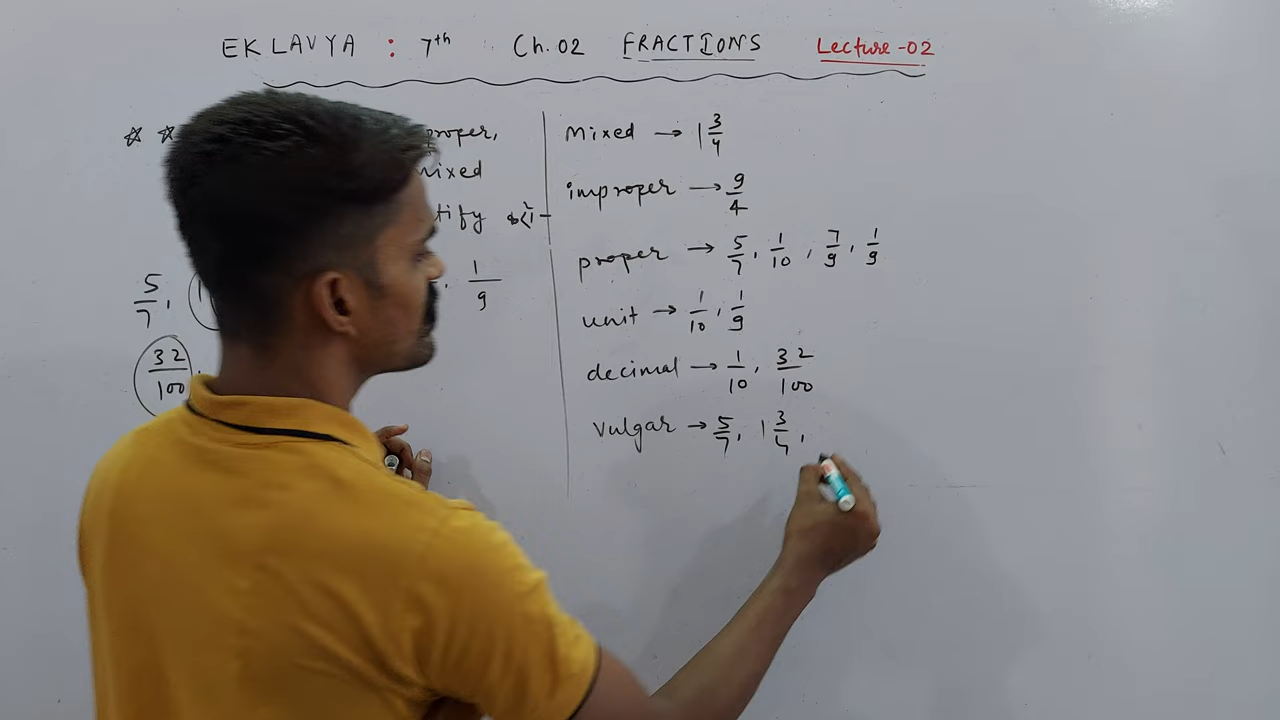 EKLAVYA : 7th Ch. 02 FRACTIONS Lecture -02
proper,
mixed
5/7, 1/9
32/100
Mixed → 1 3/4
improper → 9/4
proper → 5/7, 1/10, 7/9, 1/9
unit → 1/10, 1/9
decimal → 1/10, 32/100
vulgar → 5/7, 1 3/4,